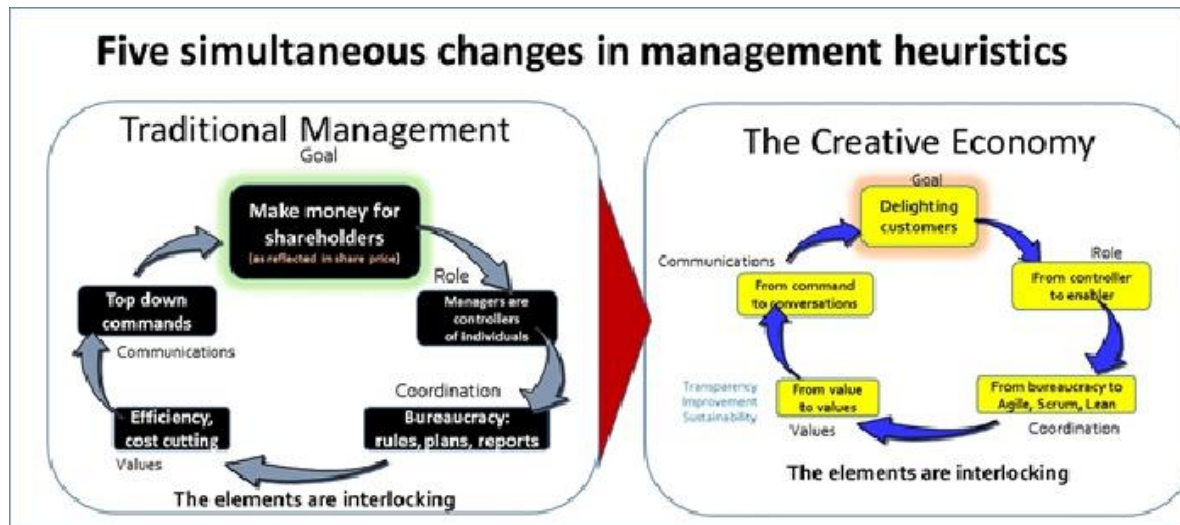 Five simultaneous changes in management heuristics
Traditional Management
Goal
Make money for
shareholders
(as reflected in share price)
Role
Managers are
controllers
of individuals
Coordination
Bureaucracy:
rules, plans, reports
Efficiency,
cost cutting
Values
Top down
commands
Communications
The elements are interlocking
The Creative Economy
Goal
Delighting
customers
Role
From controller
to enabler
From bureaucracy to
Agile, Scrum, Lean
Coordination
From value
to values
Values
Transparency
Improvement
Sustainability
Communications
From command
to conversations
The elements are interlocking